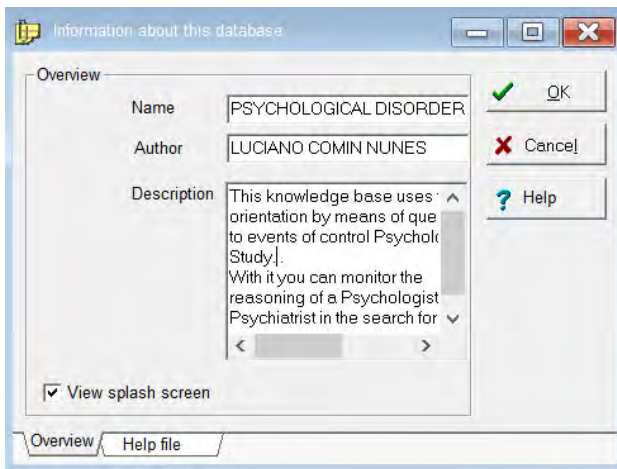 Information about this database
Overview
Name
PSYCHOLOGICAL DISORDER
Author
LUCIANO COMIN NUNES
Description
This knowledge base uses
orientation by means of que
to events of control Psychol
Study.
With it you can monitor the
reasoning of a Psychologist
Psychiatrist in the search for
View splash screen
OK
Cancel
Help
Overview
Help file